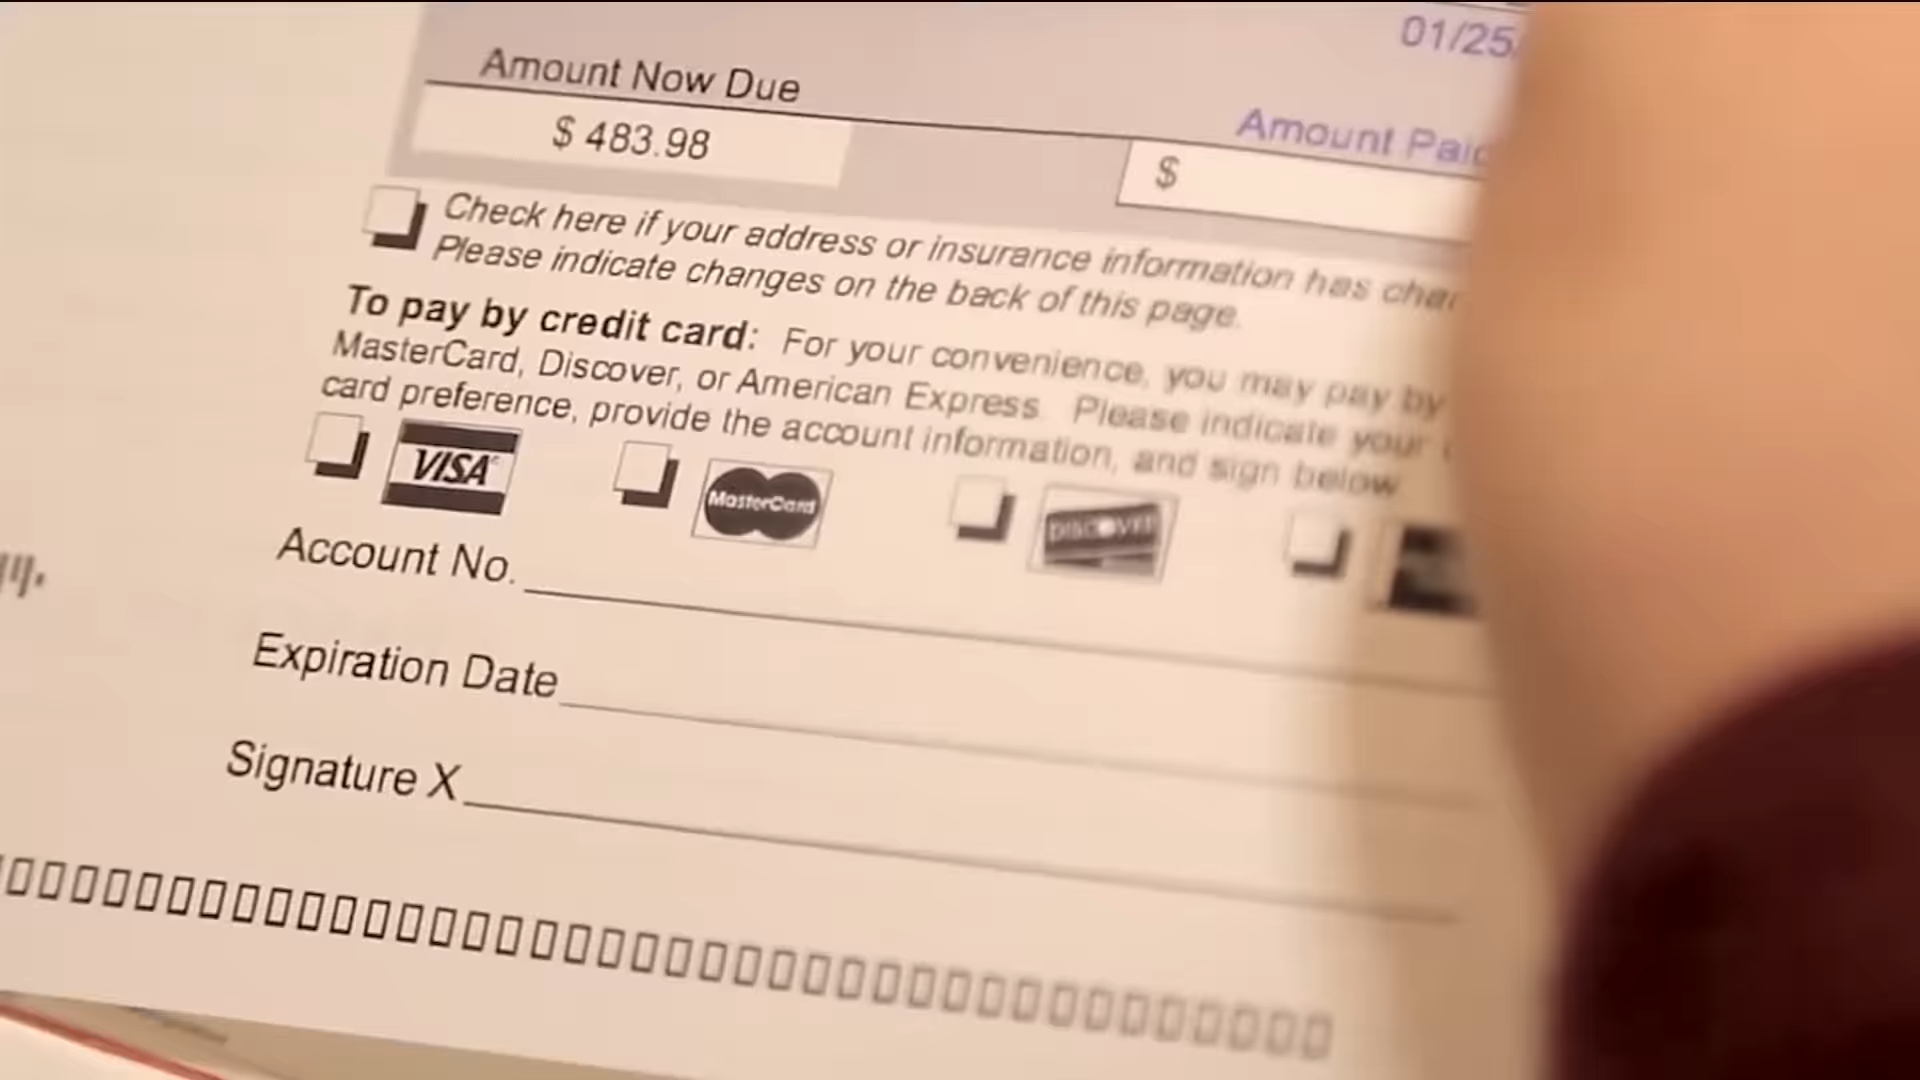 01/25
Amount Now Due
Amount Paid
$ 483.98
$
Check here if your address or insurance information has
Please indicate changes on the back of this page.
To pay by credit card: For your convenience, you may pay by
MasterCard, Discover, or American Express. Please indicate your
card preference, provide the account information, and sign below
VISA MasterCard DISCOVER
Account No.
Expiration Date
Signature X